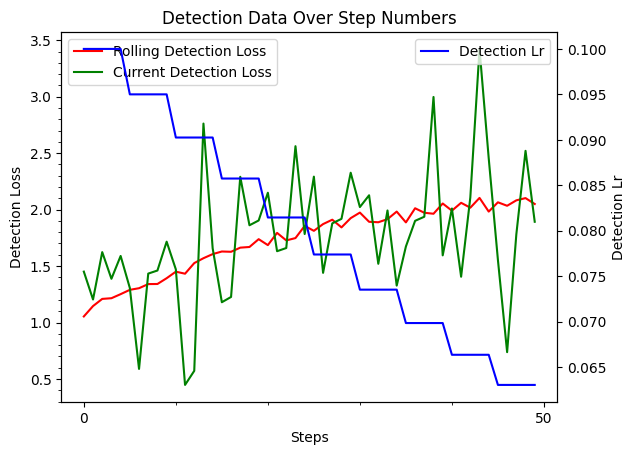 Detection Data Over Step Numbers
Rolling Detection Loss
Current Detection Loss
Detection Lr
3.5
3.0
2.5
2.0
1.5
1.0
0.5
Detection Loss
0.100
0.095
0.090
0.085
0.080
0.075
0.070
0.065
Detection Lr
0
50
Steps